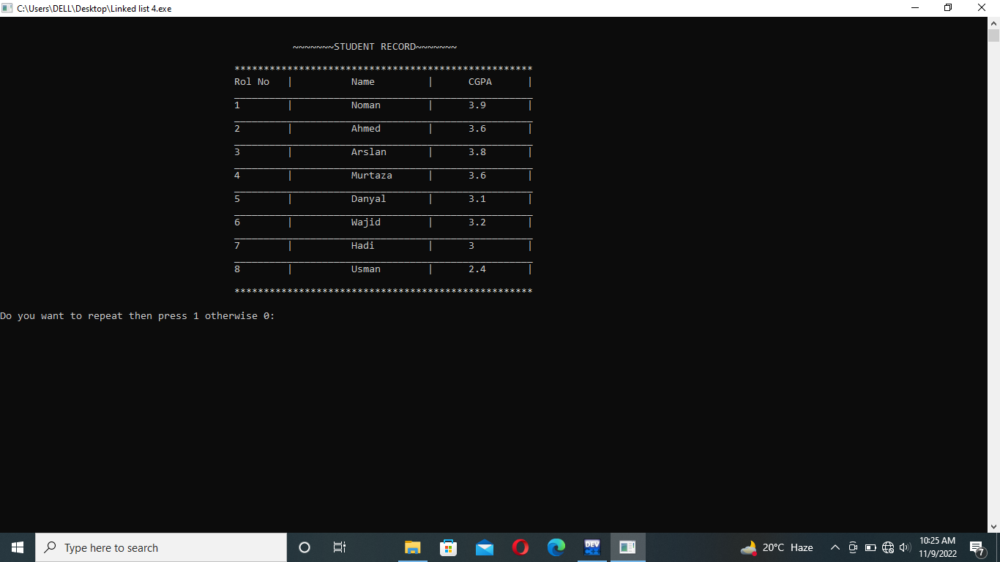 C:\Users\DELL\Desktop\Linked list 4.exe
~~~~~~~STUDENT RECORD~~~~~~~
***************************************************
Rol No | Name | CGPA |
___________________________________________________
1 | Noman | 3.9 |
___________________________________________________
2 | Ahmed | 3.6 |
___________________________________________________
3 | Arslan | 3.8 |
___________________________________________________
4 | Murtaza | 3.6 |
___________________________________________________
5 | Danyal | 3.1 |
___________________________________________________
6 | Wajid | 3.2 |
___________________________________________________
7 | Hadi | 3 |
___________________________________________________
8 | Usman | 2.4 |
***************************************************
Do you want to repeat then press 1 otherwise 0:
Type here to search
DEV C++
20°C Haze
10:25 AM
11/9/2022
7